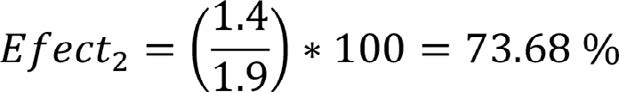 Efect₂ = (1.4/1.9) * 100 = 73.68 %